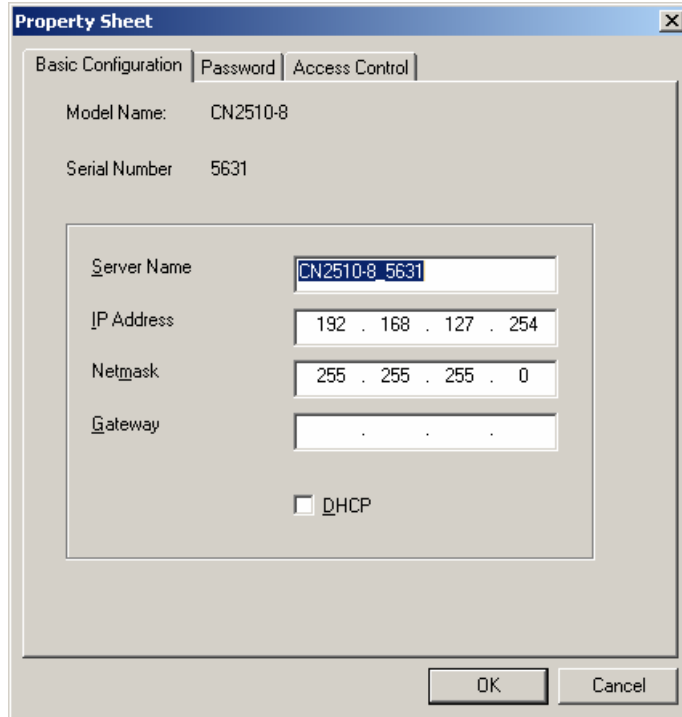 Property Sheet
Basic Configuration Password Access Control
Model Name: CN2510-8
Serial Number 5631
Server Name CN2510-8_5631
IP Address 192 . 168 . 127 . 254
Netmask 255 . 255 . 255 . 0
Gateway . . .
DHCP
OK Cancel